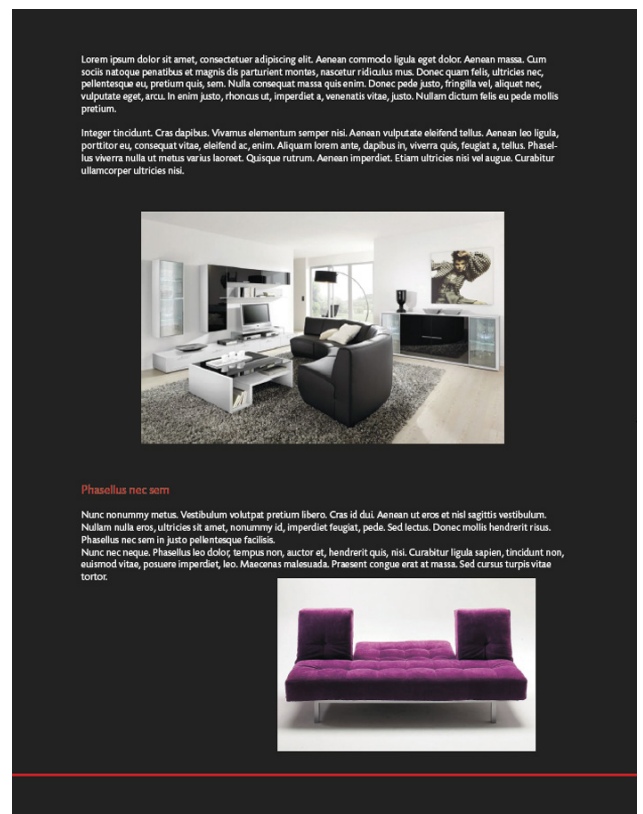 Lorem ipsum dolor sit amet, consectetuer adipiscing elit. Aenean commodo ligula eget dolor. Aenean massa. Cum
sociis natoque penatibus et magnis dis parturient montes, nascetur ridiculus mus. Donec quam felis, ultricies nec,
pellentesque eu, pretium quis, sem. Nulla consequat massa quis enim. Donec pede justo, fringilla vel, aliquet nec,
vulputate eget, arcu. In enim justo, rhoncus ut, imperdiet a, venenatis vitae, justo. Nullam dictum felis eu pede mollis
pretium.
Integer tincidunt. Cras dapibus. Vivamus elementum semper nisi. Aenean vulputate eleifend tellus. Aenean leo ligula,
porttitor eu, consequat vitae, eleifend ac, enim. Aliquam lorem ante, dapibus in, viverra quis, feugiat a, tellus. Phasel-
lus viverra nulla ut metus varius laoreet. Quisque rutrum. Aenean imperdiet. Etiam ultricies nisi vel augue. Curabitur
ullamcorper ultricies nisi.
Phasellus nec sem
Nunc nonummy metus. Vestibulum volutpat pretium libero. Cras id dui. Aenean ut eros et nisl sagittis vestibulum.
Nullam nulla eros, ultricies sit amet, nonummy id, imperdiet feugiat, pede. Sed lectus. Donec mollis hendrerit risus.
Phasellus nec sem in justo pellentesque facilisis.
Nunc nec neque. Phasellus leo dolor, tempus non, auctor et, hendrerit quis, nisi. Curabitur ligula sapien, tincidunt non,
euismod vitae, posuere imperdiet, leo. Maecenas malesuada. Praesent congue erat at massa. Sed cursus turpis vitae
tortor.